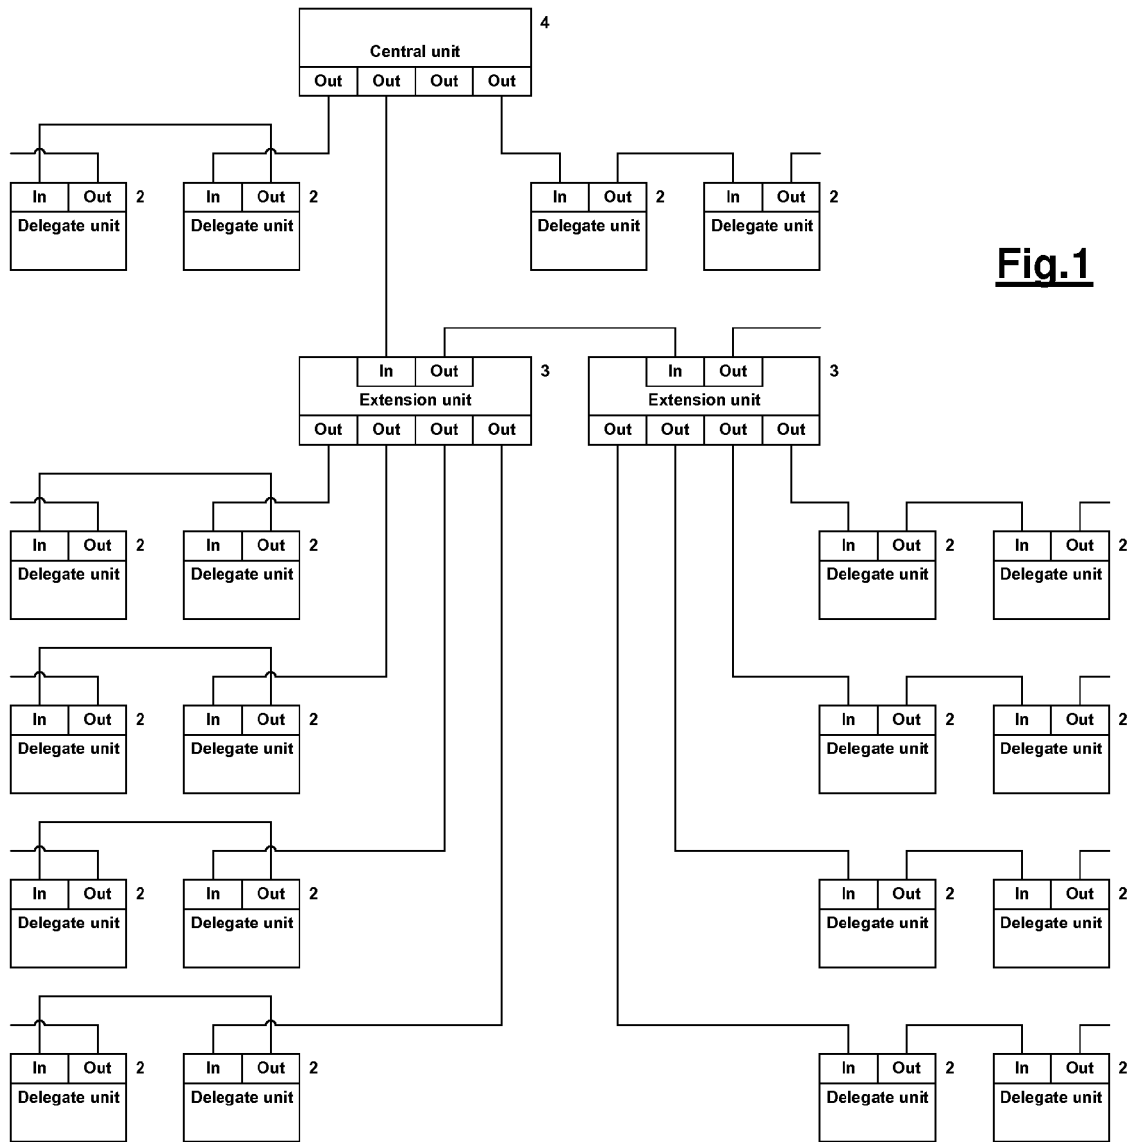 4
Central unit
Out Out Out Out
In Out 2 In Out 2 In Out 2 In Out 2
Delegate unit Delegate unit Delegate unit Delegate unit
Fig.1
In Out 3 In Out 3
Extension unit Extension unit
Out Out Out Out Out Out Out Out
In Out 2 In Out 2 In Out 2 In Out 2
Delegate unit Delegate unit Delegate unit Delegate unit
In Out 2 In Out 2 In Out 2 In Out 2
Delegate unit Delegate unit Delegate unit Delegate unit
In Out 2 In Out 2 In Out 2 In Out 2
Delegate unit Delegate unit Delegate unit Delegate unit
In Out 2 In Out 2 In Out 2 In Out 2
Delegate unit Delegate unit Delegate unit Delegate unit